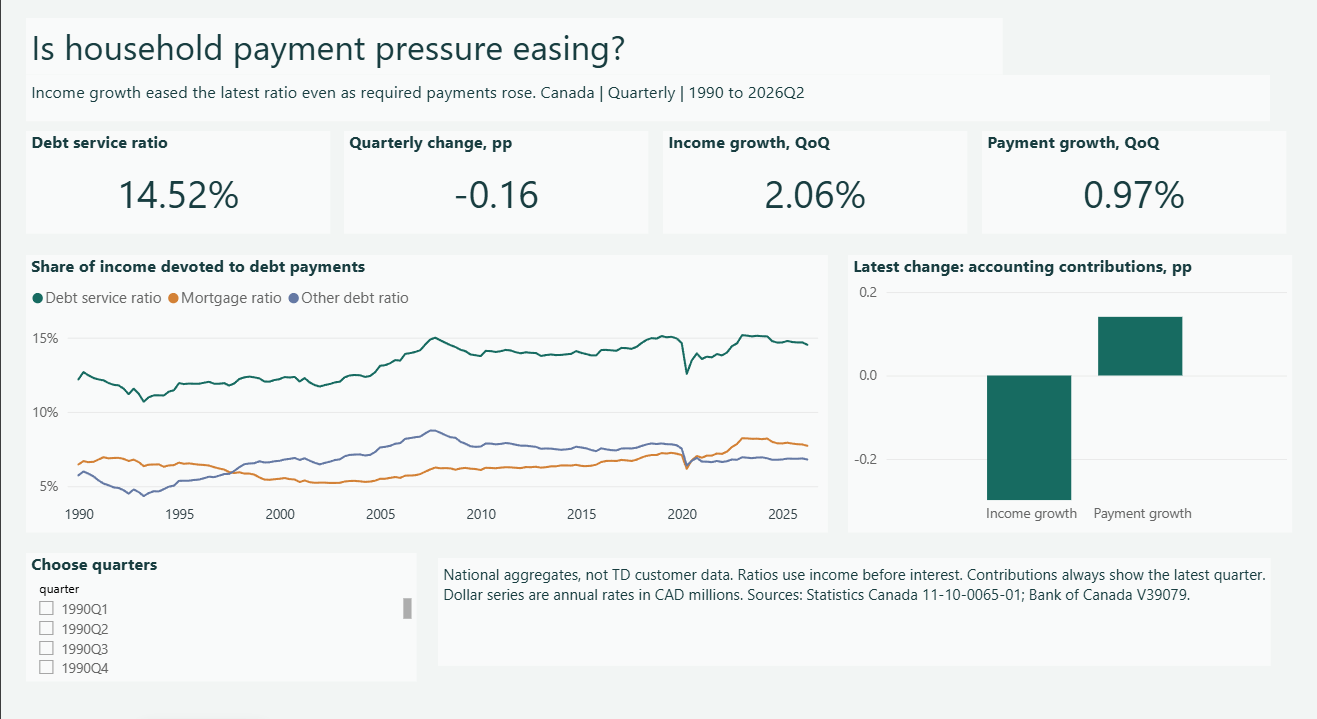 Is household payment pressure easing?
Income growth eased the latest ratio even as required payments rose. Canada | Quarterly | 1990 to 2026Q2
Debt service ratio
14.52%
Quarterly change, pp
-0.16
Income growth, QoQ
2.06%
Payment growth, QoQ
0.97%
Share of income devoted to debt payments
Debt service ratio Mortgage ratio Other debt ratio
15%
10%
5%
1990 1995 2000 2005 2010 2015 2020 2025
Latest change: accounting contributions, pp
0.2
0.0
-0.2
Income growth Payment growth
Choose quarters
quarter
1990Q1
1990Q2
1990Q3
1990Q4
National aggregates, not TD customer data. Ratios use income before interest. Contributions always show the latest quarter.
Dollar series are annual rates in CAD millions. Sources: Statistics Canada 11-10-0065-01; Bank of Canada V39079.